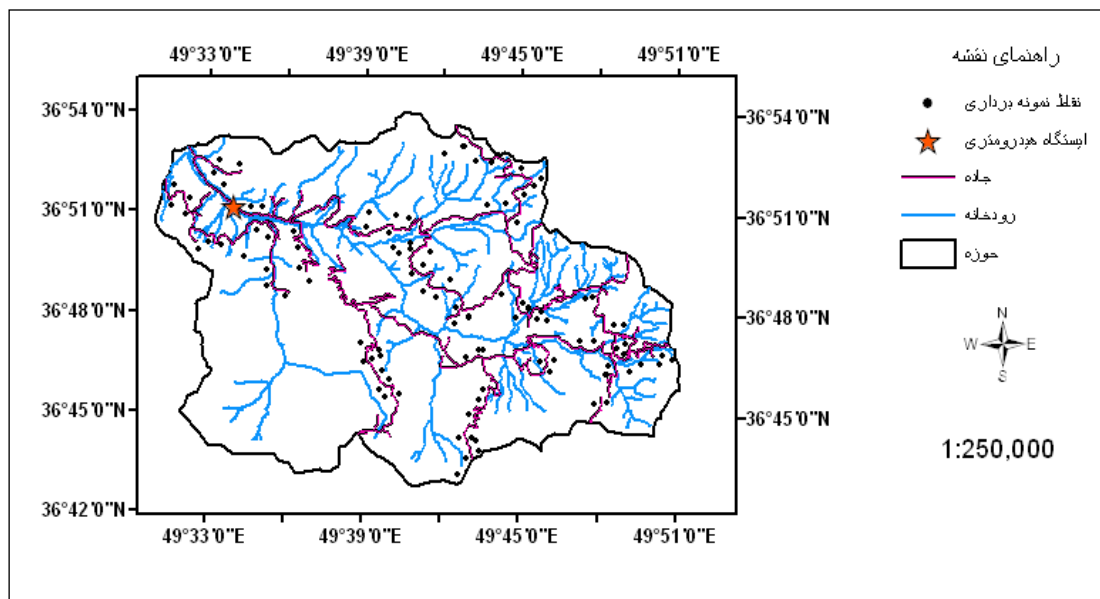 49°33'0"E 49°39'0"E 49°45'0"E 49°51'0"E
36°54'0"N
36°51'0"N
36°48'0"N
36°45'0"N
36°42'0"N
36°54'0"N
36°51'0"N
36°48'0"N
36°45'0"N
49°33'0"E 49°39'0"E 49°45'0"E 49°51'0"E
راهنمای نقشه
نقاط نمونه برداری
ایستگاه هیدرومتری
جاده
رودخانه
حوزه
N
W E
S
1:250,000